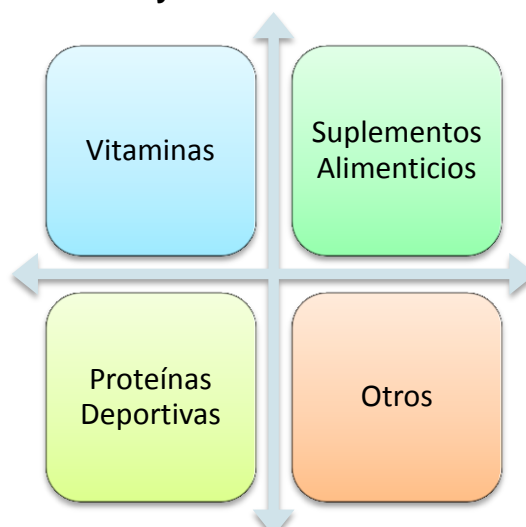 Vitaminas
Suplementos
Alimenticios
Proteínas
Deportivas
Otros